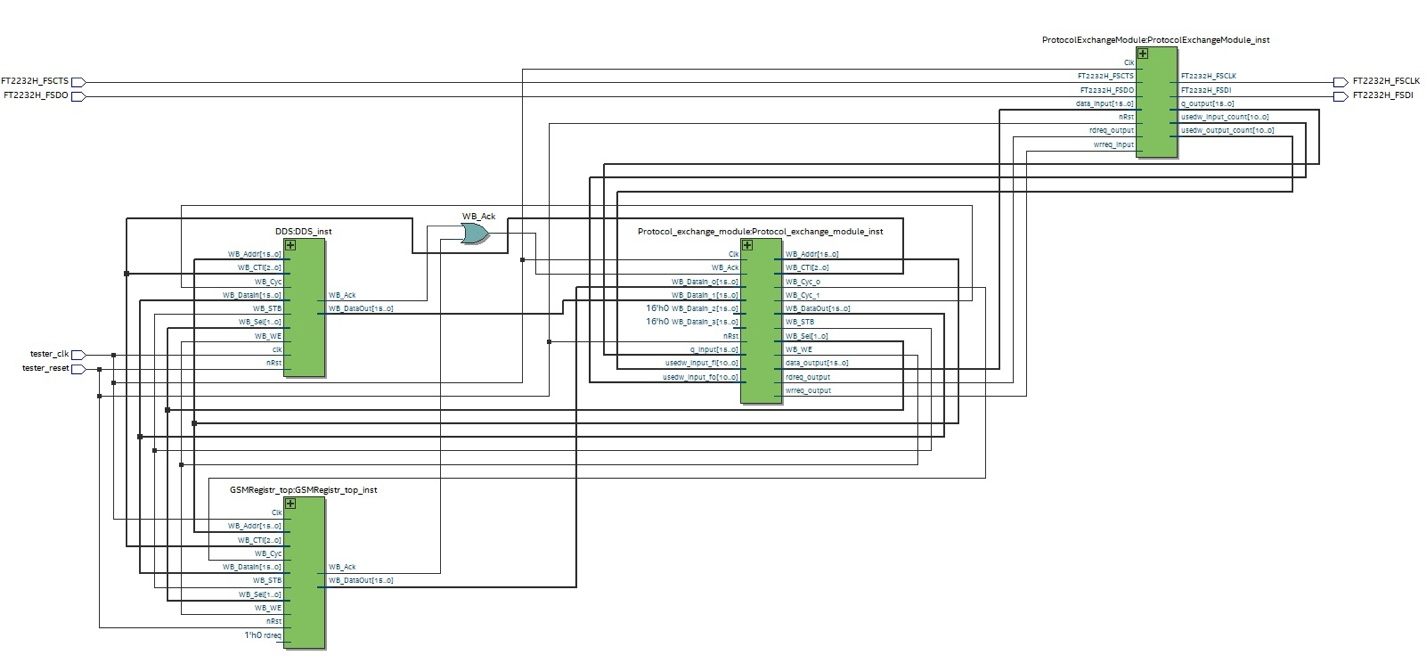 ProtocolExchangeModule:ProtocolExchangeModule_inst
Clk
FT2232H_FSCTS
FT2232H_FSDO
data_input[15..0]
nRst
rdreq_output
wrreq_input
FT2232H_FSCLK
FT2232H_FSDI
q_output[15..0]
usedw_input_count[10..0]
usedw_output_count[10..0]
FT2232H_FSCTS
FT2232H_FSDO
FT2232H_FSCLK
FT2232H_FSDI
WB_Ack
DDS:DDS_inst
WB_Addr[15..0]
WB_CTI[2..0]
WB_Cyc
WB_DataIn[15..0]
WB_STB
WB_Sel[1..0]
WB_WE
clk
nRst
WB_Ack
WB_DataOut[15..0]
Protocol_exchange_module:Protocol_exchange_module_inst
Clk
WB_Ack
WB_DataIn_0[15..0]
WB_DataIn_1[15..0]
16'h0 WB_DataIn_2[15..0]
16'h0 WB_DataIn_3[15..0]
nRst
q_input[15..0]
usedw_input_fi[10..0]
usedw_input_fo[10..0]
WB_Addr[15..0]
WB_CTI[2..0]
WB_Cyc_0
WB_Cyc_1
WB_DataOut[15..0]
WB_STB
WB_Sel[1..0]
WB_WE
data_output[15..0]
rdreq_output
wrreq_output
tester_clk
tester_reset
GSMRegistr_top:GSMRegistr_top_inst
Clk
WB_Addr[15..0]
WB_CTI[2..0]
WB_Cyc
WB_DataIn[15..0]
WB_STB
WB_Sel[1..0]
WB_WE
nRst
1'h0 rdreq
WB_Ack
WB_DataOut[15..0]